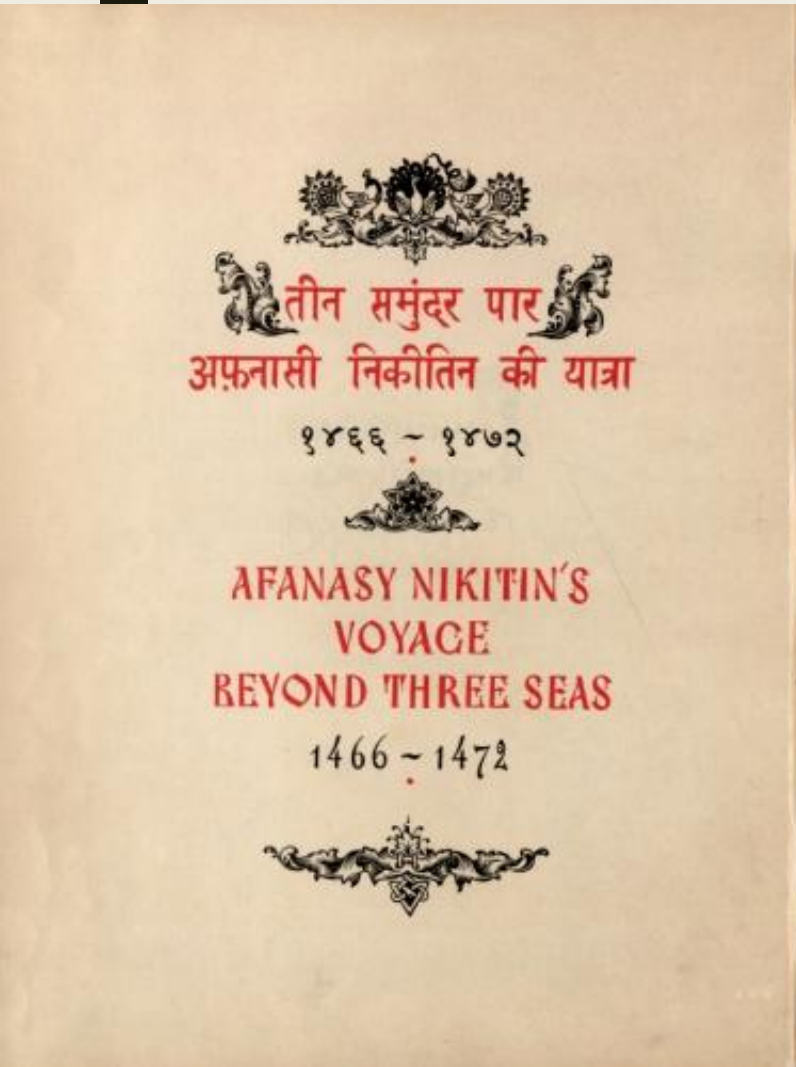 तीन समुंदर पार
अफ़नासी निकीतिन की यात्रा
१४६६ ~ १४७२
AFANASY NIKITIN'S
VOYAGE
BEYOND THREE SEAS
1466 ~ 1472